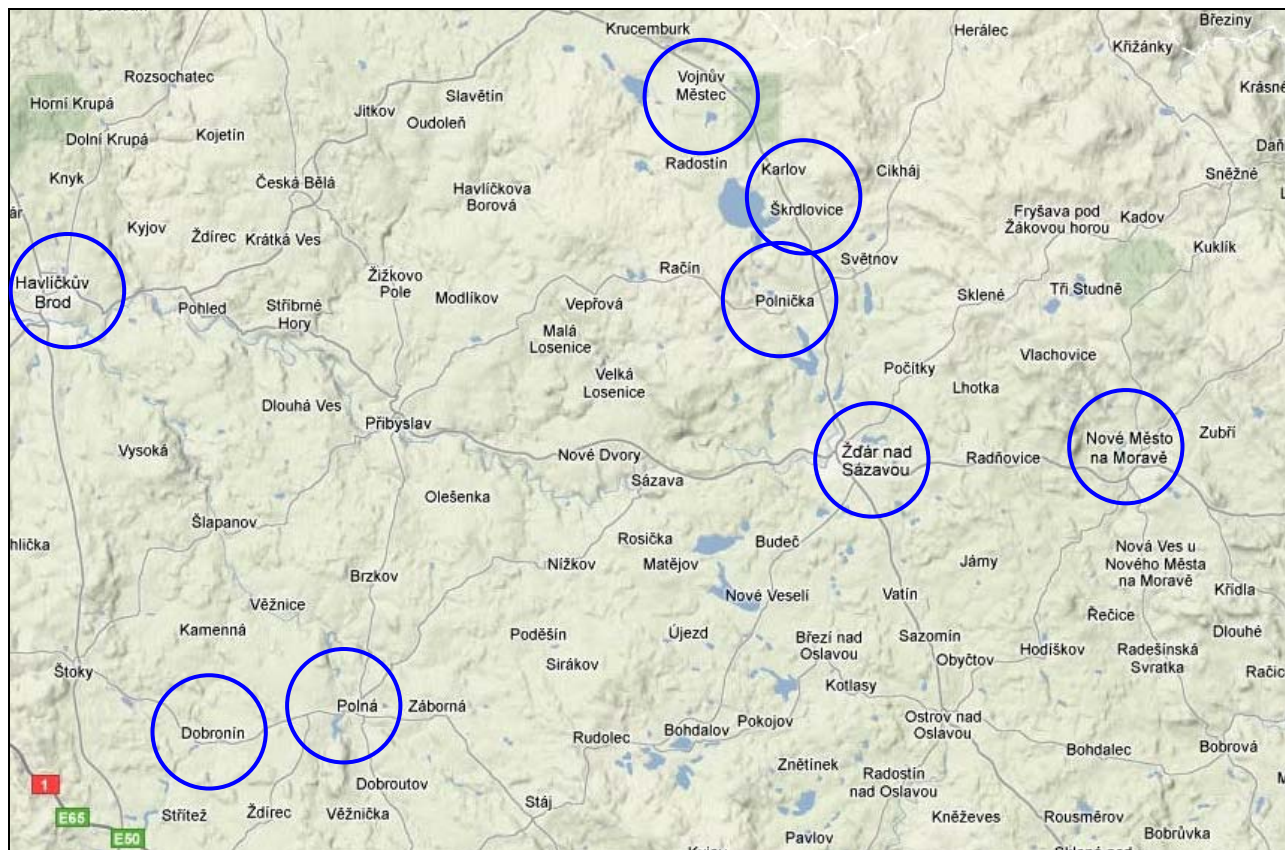 Krucemburk
Herálec
Březiny
Křižánky
Rozsochatec
Vojnův
Městec
Krásné
Horní Krupá
Slavětín
Jitkov
Oudoleň
Dolní Krupá
Kojetín
Radostín
Karlov
Cikháj
Sněžné
Knyk
Česká Bělá
Havlíčkova
Borová
Škrdlovice
Fryšava pod
Žákovou horou
Kadov
Kyjov
Ždírec
Krátká Ves
Kuklík
Havlíčkův
Brod
Žižkovo
Pole
Račín
Světnov
Modlíkov
Vepřová
Polnička
Sklené
Tři Studně
Pohled
Stříbrné
Hory
Malá
Losenice
Vlachovice
Velká
Losenice
Počítky
Lhotka
Dlouhá Ves
Přibyslav
Zubří
Vysoká
Nové Dvory
Žďár nad
Sázavou
Radňovice
Nové Město
na Moravě
Sázava
Olešenka
Šlapanov
Rosička
Budeč
hlička
Matějov
Jámy
Nová Ves u
Nového Města
na Moravě
Nížkov
Brzkov
Křídla
Věžnice
Nové Veselí
Vatín
Řečice
Kamenná
Poděšín
Újezd
Březí nad
Oslavou
Sazomín
Dlouhé
Hodíškov
Radešínská
Svratka
Štoky
Sirákov
Obyčtov
Račic
Kotlasy
Polná
Záborná
Dobronín
Rudolec
Bohdalov
Pokojov
Ostrov nad
Oslavou
Bohdalec
Bobrová
Znětínek
Radostín
nad Oslavou
1
Dobroutov
Střítež
Ždírec
Věžnička
Stáj
Kněževes
Rousměrov
E65
E50
Pavlov
Bobrůvka